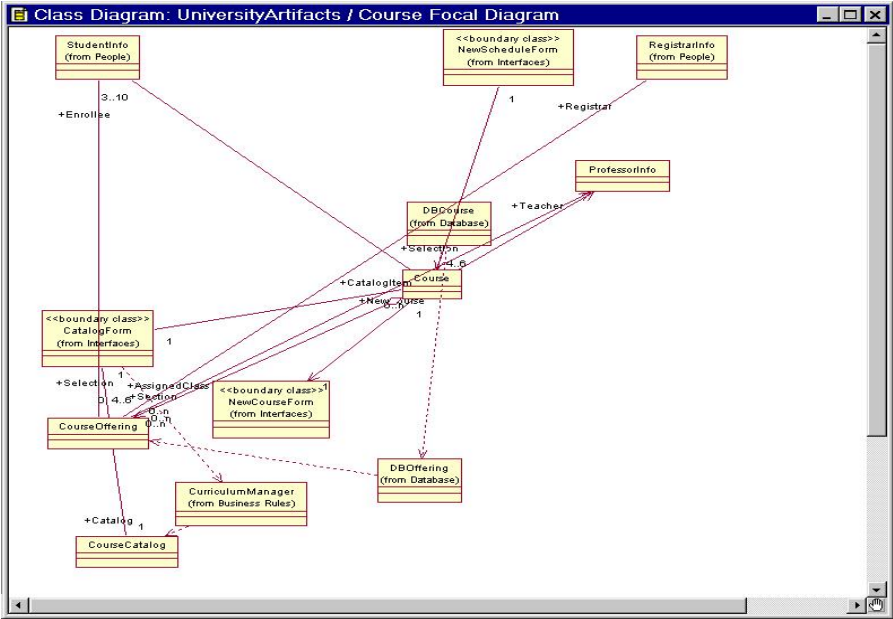 Class Diagram: UniversityArtifacts / Course Focal Diagram
StudentInfo
(from People)
<<boundary class>>
NewScheduleForm
(from Interfaces)
RegistrarInfo
(from People)
3..10
+Enrollee
1
+Registrar
ProfessorInfo
+Teacher
DBCourse
(from Database)
+Selection
4..6
Course
+CatalogItem
+NewCourse
0..n
1
<<boundary class>>
CatalogForm
(from Interfaces)
1
1
+Selection
+AssignedClass
+Section
4..6
0..n
0..n
0..n
<<boundary class>>
1
NewCourseForm
(from Interfaces)
CourseOffering
DBOffering
(from Database)
CurriculumManager
(from Business Rules)
+Catalog
1
CourseCatalog